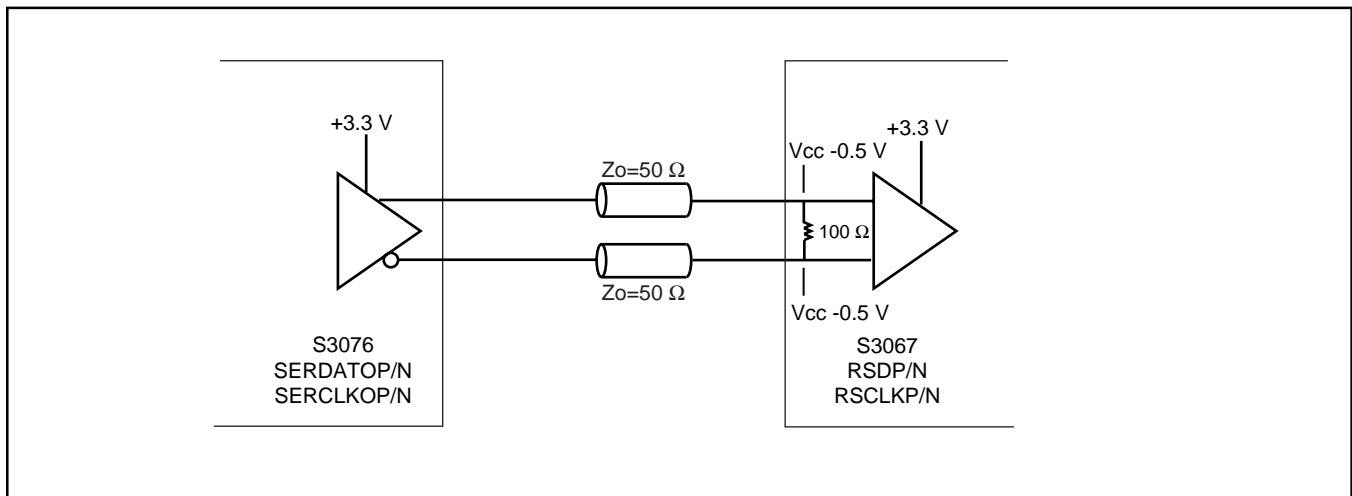 +3.3 V
+3.3 V
Vcc -0.5 V
Zo=50 Ω
100 Ω
Zo=50 Ω
Vcc -0.5 V
S3076
SERDATOP/N
SERCLKOP/N
S3067
RSDP/N
RSCLKP/N